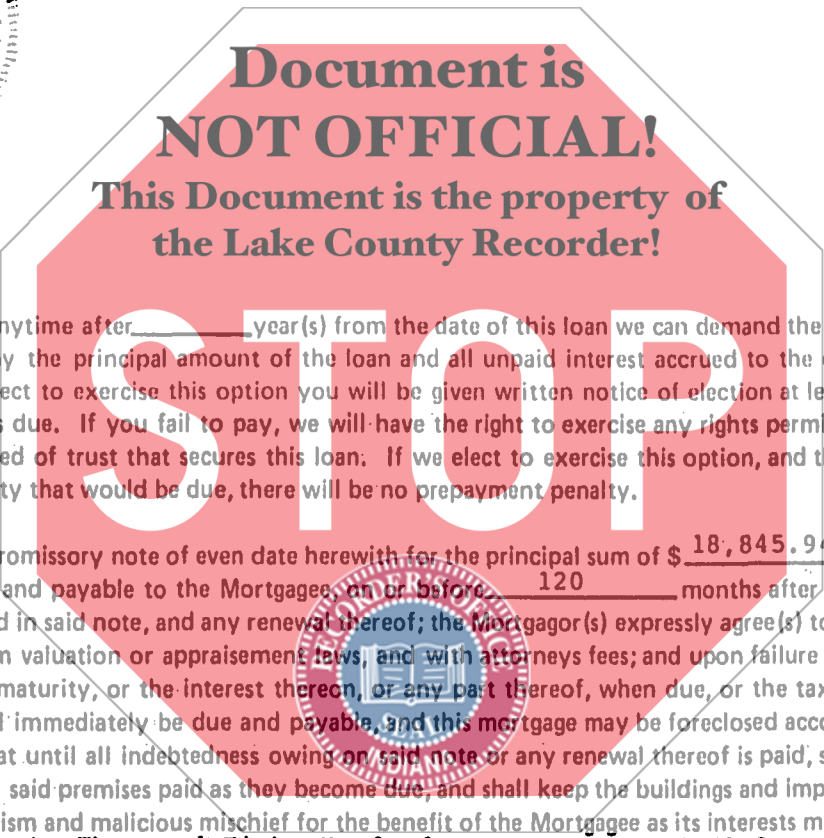 Document is
NOT OFFICIAL!
This Document is the property of
the Lake County Recorder!
STOP
nytime after________year(s) from the date of this loan we can demand the
y the principal amount of the loan and all unpaid interest accrued to the
ect to exercise this option you will be given written notice of election at le
s due. If you fail to pay, we will have the right to exercise any rights permi
ed of trust that secures this loan. If we elect to exercise this option, and t
ty that would be due, there will be no prepayment penalty.
romissory note of even date herewith for the principal sum of $ 18,845.94
and payable to the Mortgagee, on or before 120 months after
d in said note, and any renewal thereof; the Mortgagor(s) expressly agree(s) to
m valuation or appraisement laws, and with attorneys fees; and upon failure
maturity, or the interest thereon, or any part thereof, when due, or the tax
l immediately be due and payable, and this mortgage may be foreclosed acco
at until all indebtedness owing on said note or any renewal thereof is paid, s
said premises paid as they become due, and shall keep the buildings and imp
ism and malicious mischief for the benefit of the Mortgagee as its interests m
RECORDER'S OFFICE
SEAL
INDIANA